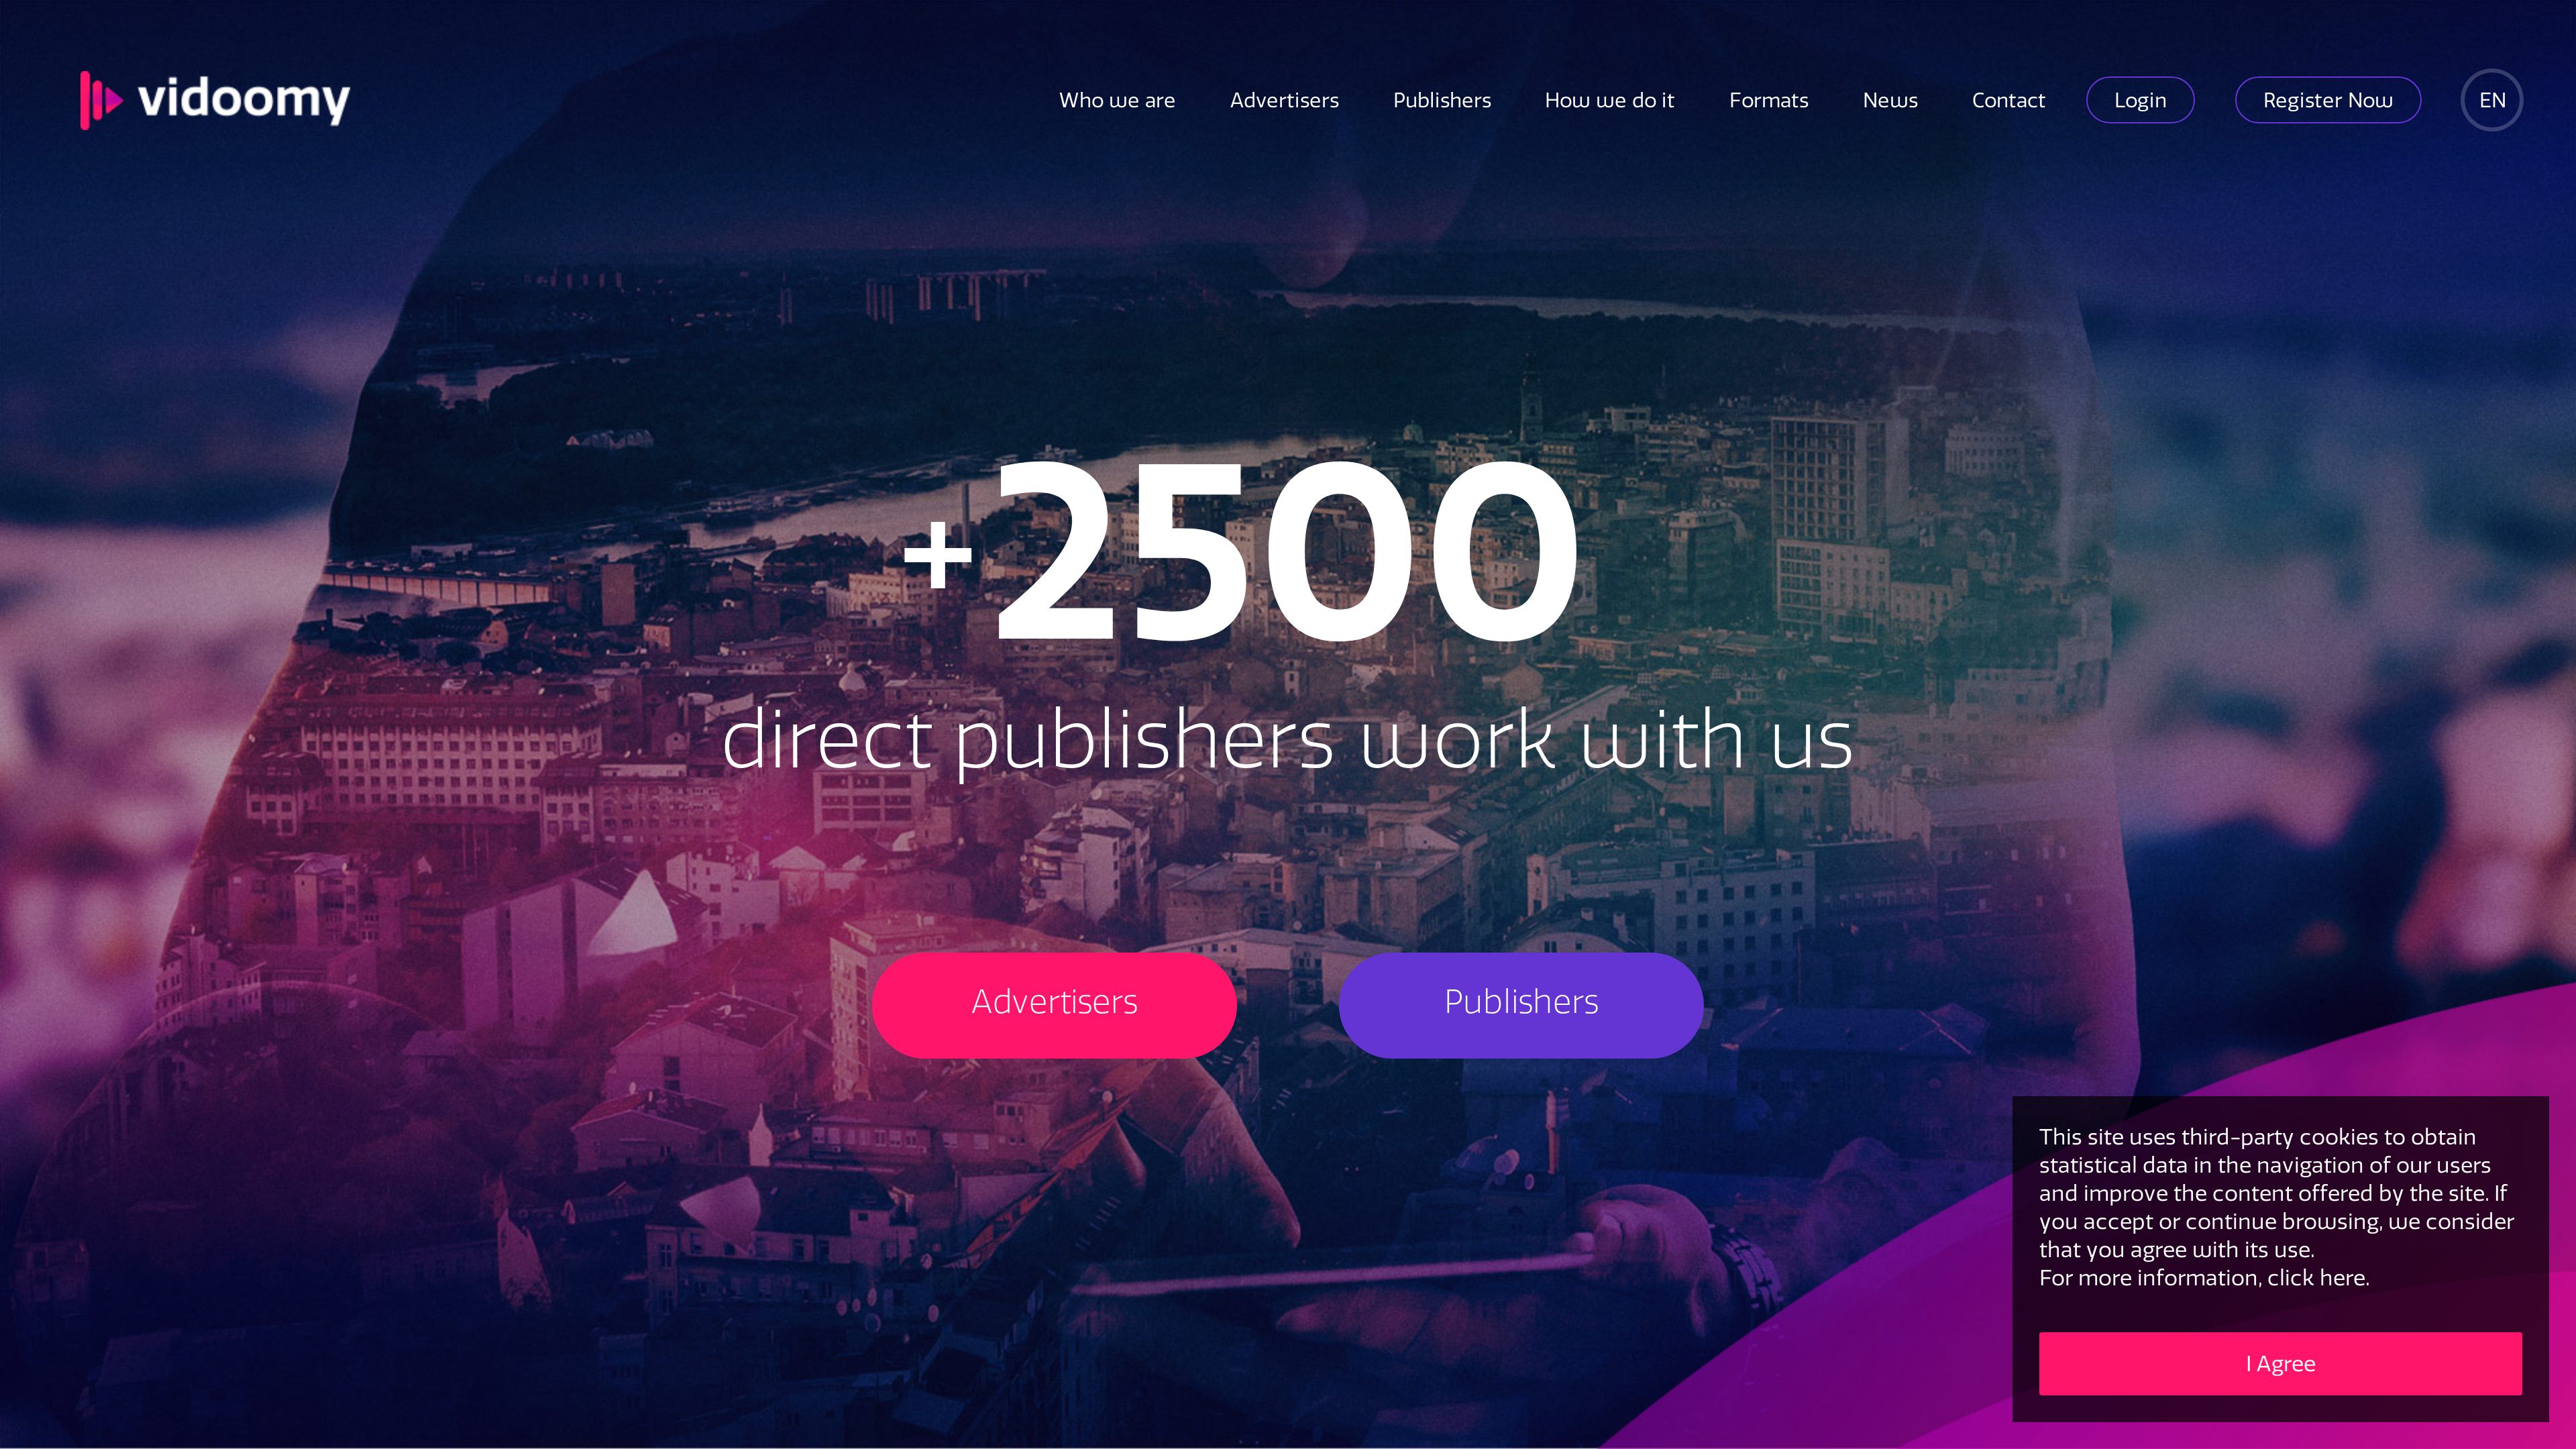 vidoomy
Who we are
Advertisers
Publishers
How we do it
Formats
News
Contact
Login
Register Now
EN
+2500
direct publishers work with us
Advertisers
Publishers
This site uses third-party cookies to obtain
statistical data in the navigation of our users
and improve the content offered by the site. If
you accept or continue browsing, we consider
that you agree with its use.
For more information, click here.
I Agree